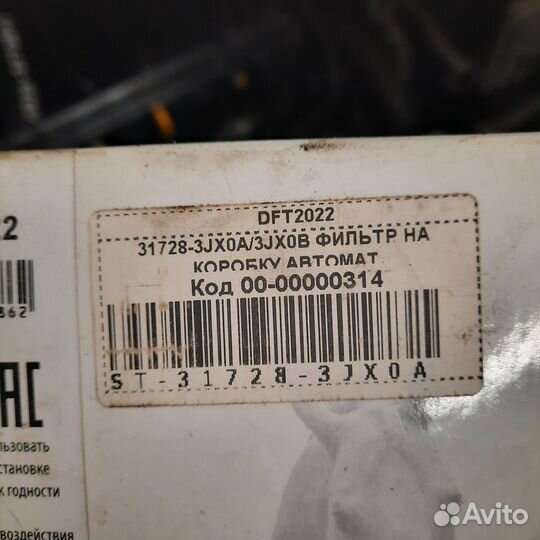 DFT2022
31728-3JX0A/3JX0B ФИЛЬТР НА
КОРОБКУ АВТОМАТ
Код 00-00000314
ST-31728-3JX0A
2
862
EAC
льзовать
становке
к годности
воздействия
Avito